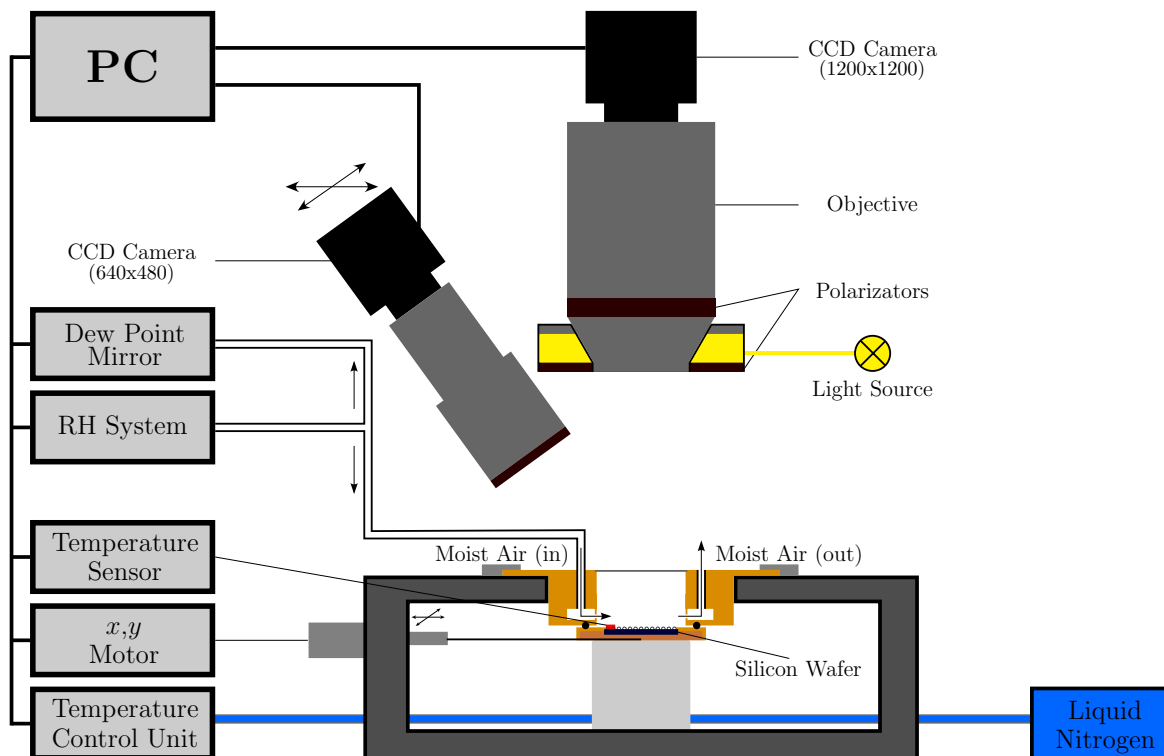 PC
CCD Camera
(1200x1200)
Objective
CCD Camera
(640x480)
Polarizators
Dew Point
Mirror
Light Source
RH System
Temperature
Sensor
Moist Air (in)
Moist Air (out)
x,y
Motor
Silicon Wafer
Temperature
Control Unit
Liquid
Nitrogen